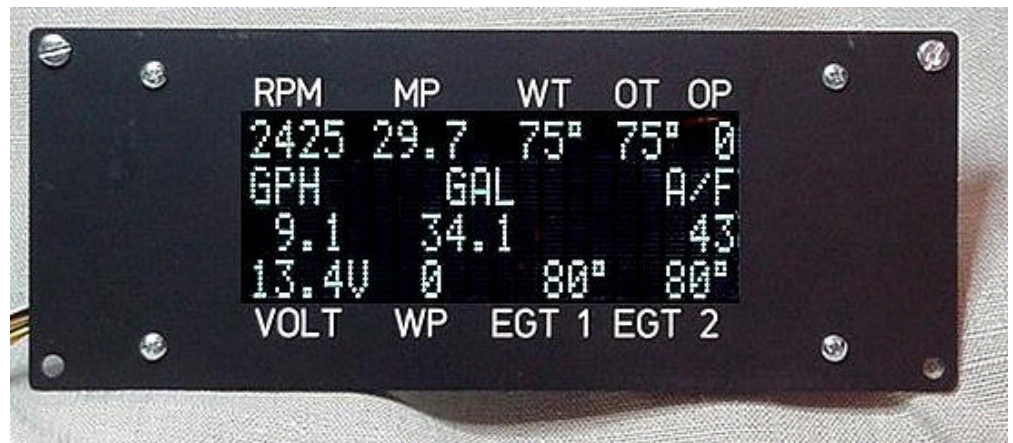 RPM MP WT OT OP
2425 29.7 75° 75° 0
GPH GAL A/F
9.1 34.1 43
13.4V 0 80° 80°
VOLT WP EGT 1 EGT 2